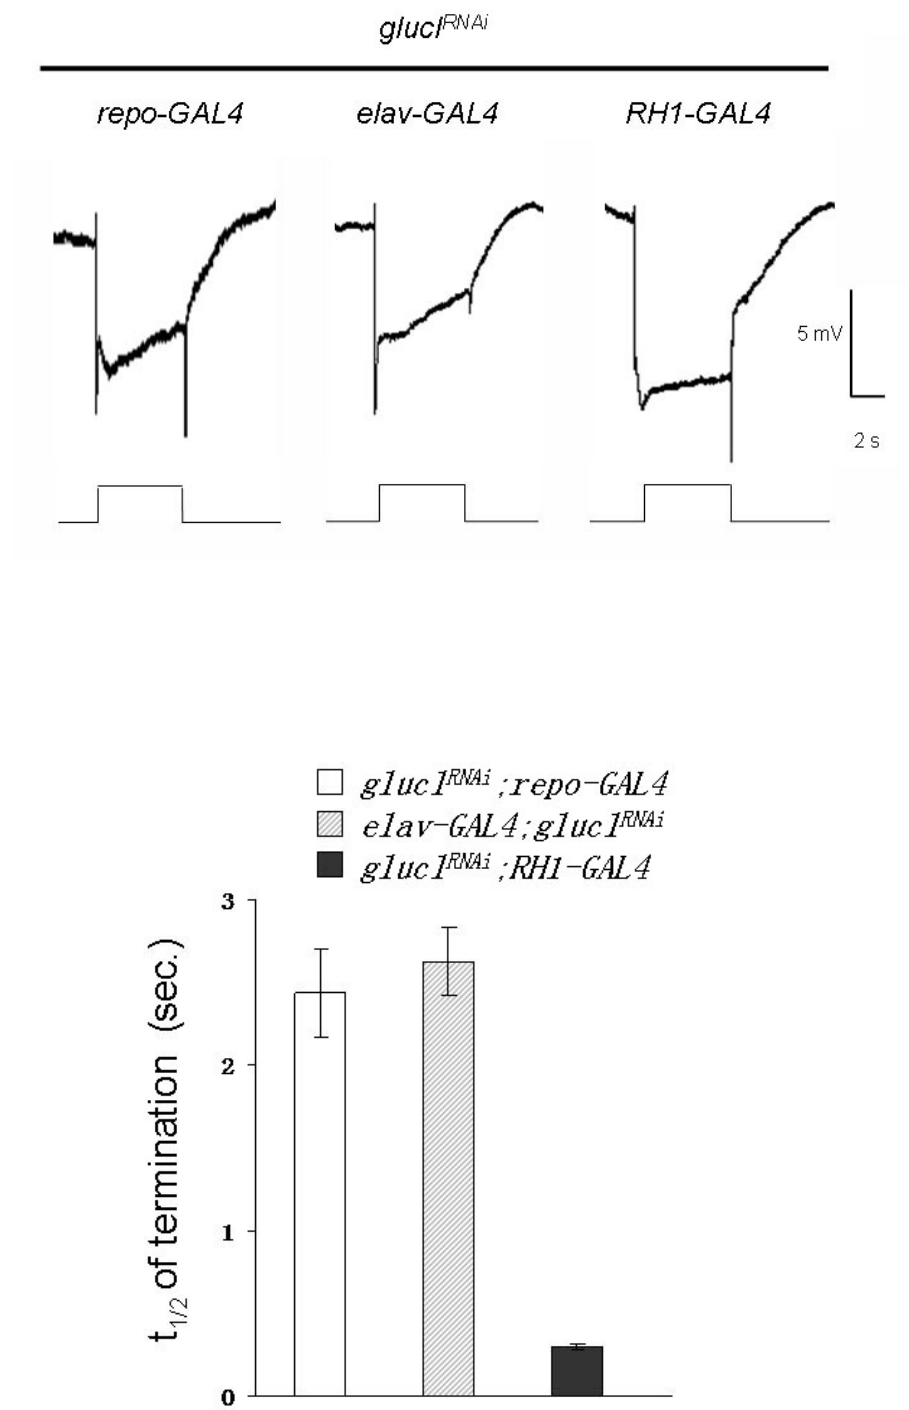 glucl^RNAi
repo-GAL4 elav-GAL4 RH1-GAL4
5 mV
2 s
glucl^RNAi;repo-GAL4
elav-GAL4;glucl^RNAi
glucl^RNAi;RH1-GAL4
3
2
1
0
t1/2 of termination (sec.)